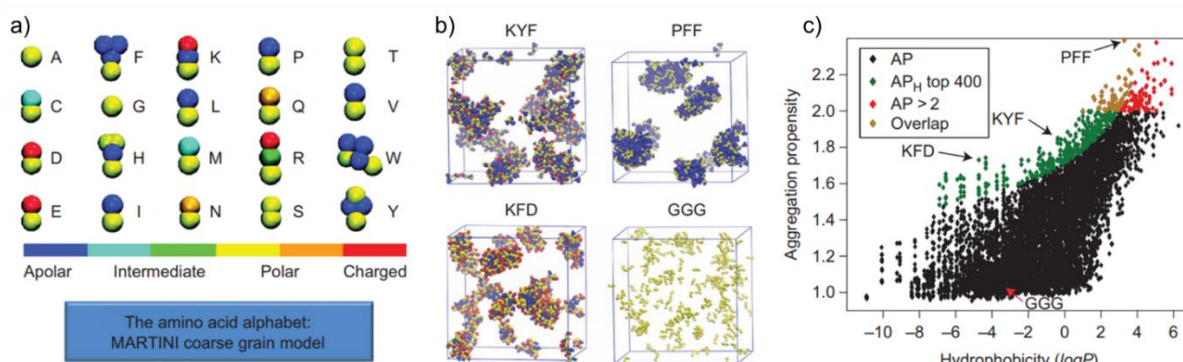 a)
A F K P T
C G L Q V
D H M R W
E I N S Y
Apolar Intermediate Polar Charged
The amino acid alphabet:
MARTINI coarse grain model
b)
KYF PFF
KFD GGG
c)
AP
APH top 400
AP > 2
Overlap
PFF
KYF
KFD
GGG
Aggregation propensity
2.2
2.0
1.8
1.6
1.4
1.2
1.0
-10 -8 -6 -4 -2 0 2 4 6
Hydrophobicity (logP)